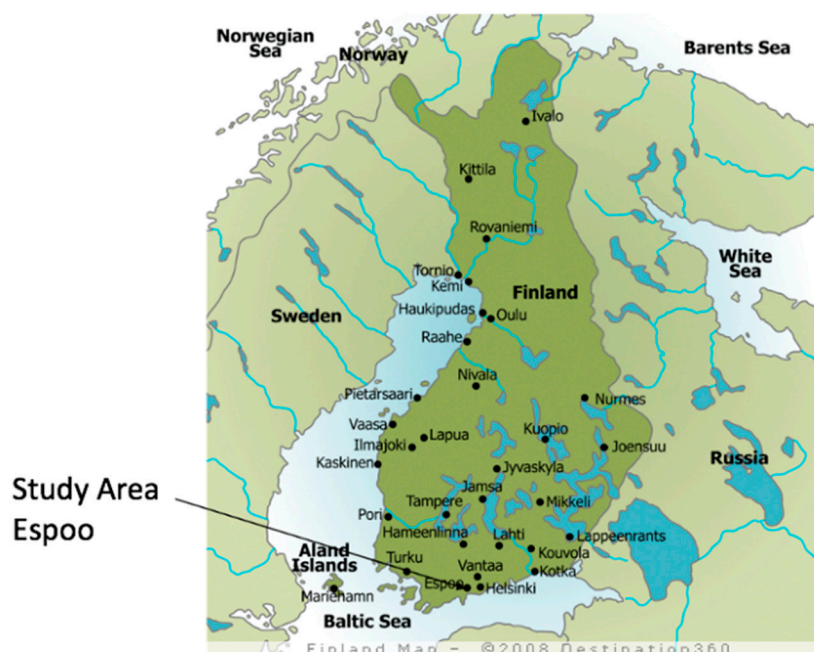 Norwegian
Sea
Norway
Barents Sea
Ivalo
Kittila
Rovaniemi
White
Sea
Tornio
Kemi
Finland
Haukipudas
Oulu
Sweden
Raahe
Nivala
Pietarsaari
Nurmes
Vaasa
Lapua
Kuopio
Ilmajoki
Joensuu
Kaskinen
Jyvaskyla
Russia
Study Area
Espoo
Jamsa
Tampere
Mikkeli
Pori
Hameenlinna
Lahti
Lappeenrants
Kouvola
Aland
Islands
Turku
Vantaa
Kotka
Espoo
Helsinki
Mariehamn
Baltic Sea
Finland Map - ©2008 Destination360